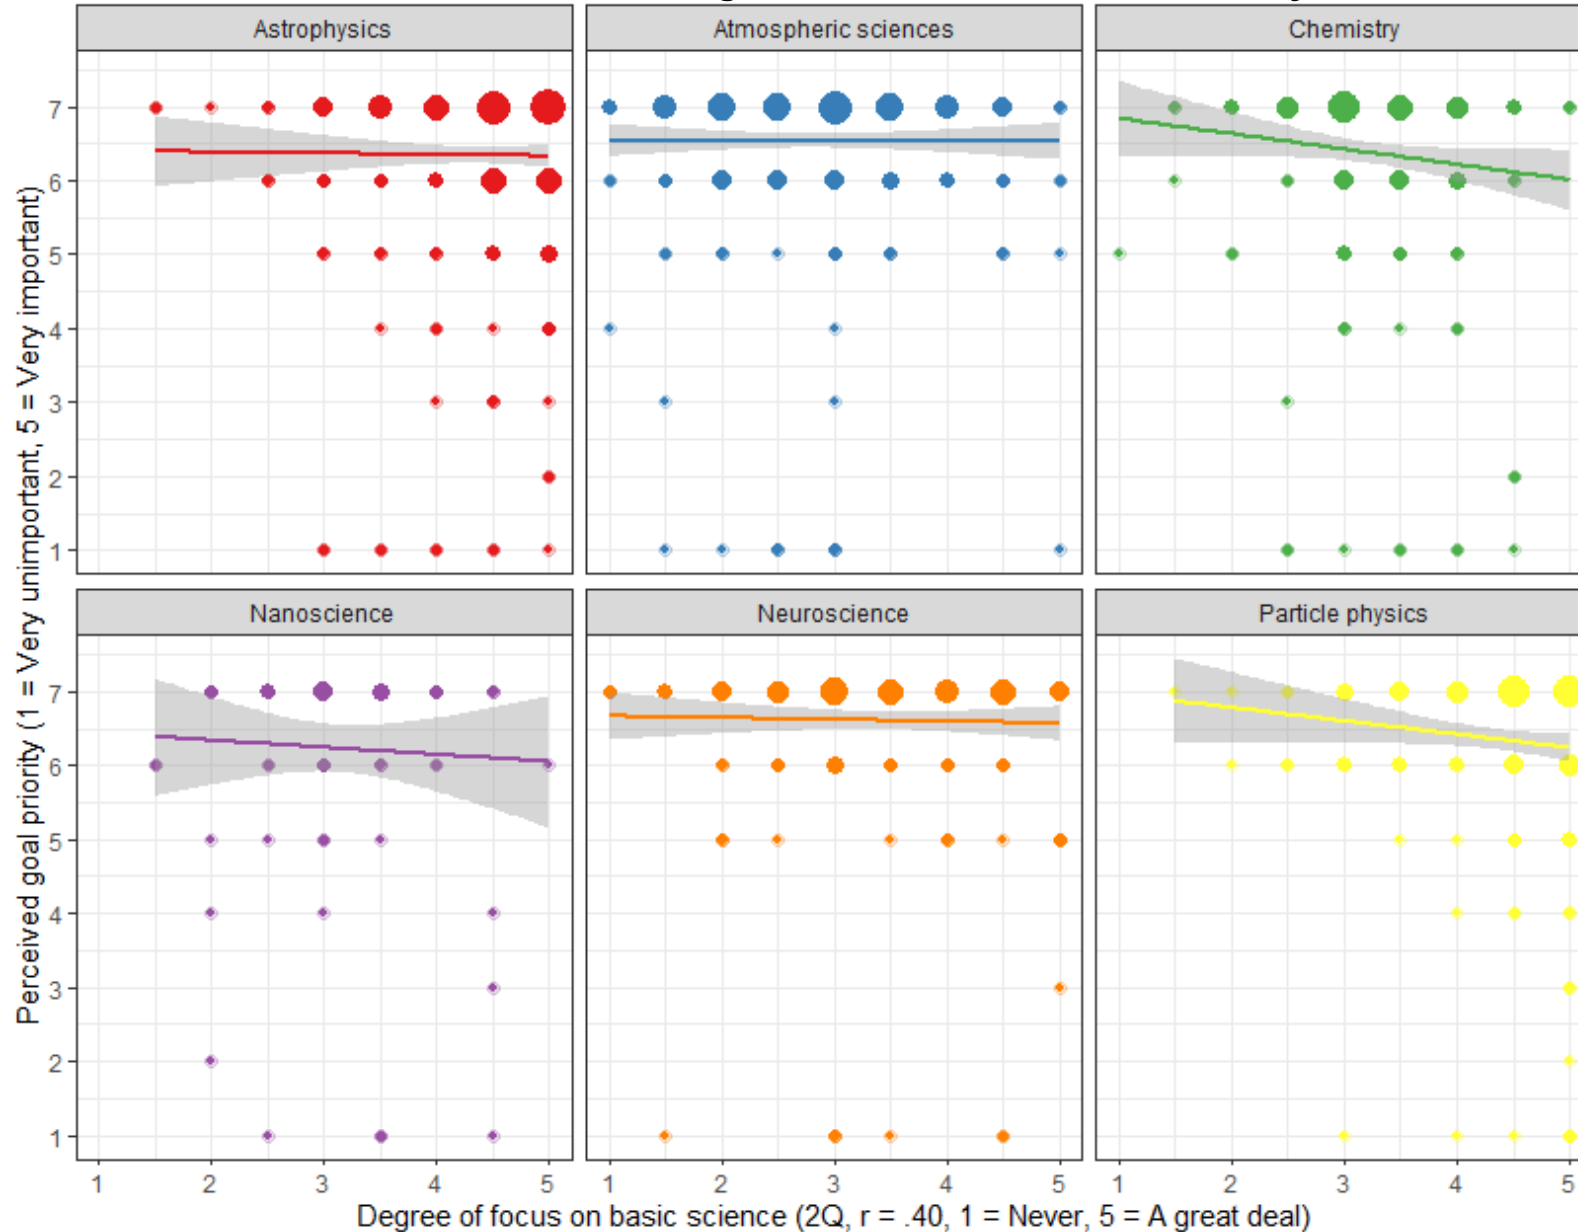 Astrophysics
Atmospheric sciences
Chemistry
7
6
5
4
3
2
1
Perceived goal priority (1 = Very unimportant, 5 = Very important)
Nanoscience
Neuroscience
Particle physics
7
6
5
4
3
2
1
1 2 3 4 5
1 2 3 4 5
1 2 3 4 5
Degree of focus on basic science (2Q, r = .40, 1 = Never, 5 = A great deal)